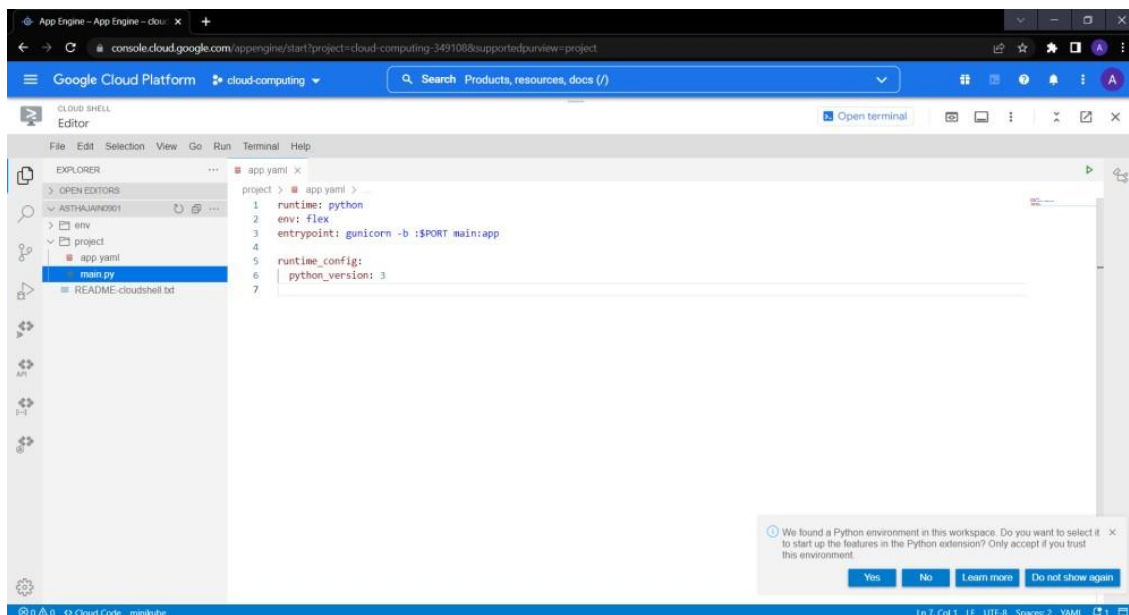 App Engine – App Engine – clou
console.cloud.google.com/appengine/start?project=cloud-computing-349108&supportedpurview=project
A
Google Cloud Platform cloud-computing Search Products, resources, docs (/)
A
CLOUD SHELL
Editor
Open terminal
File Edit Selection View Go Run Terminal Help
EXPLORER
OPEN EDITORS
ASTHAJAIN0901
env
project
app.yaml
main.py
README-cloudshell.txt
app.yaml
project > app.yaml > ...
1 runtime: python
2 env: flex
3 entrypoint: gunicorn -b :$PORT main:app
4
5 runtime_config:
6 python_version: 3
7
API
We found a Python environment in this workspace. Do you want to select it
to start up the features in the Python extension? Only accept if you trust
this environment.
Yes No Learn more Do not show again
0 0 Cloud Code minikube Ln 7, Col 1 LF UTF-8 Spaces: 2 YAML 1